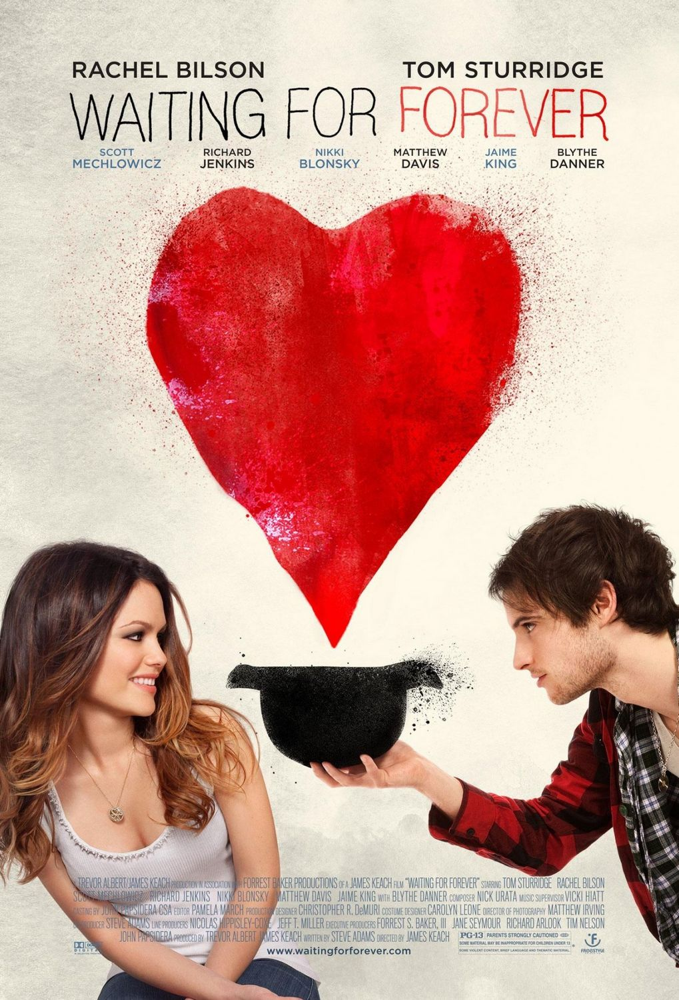 RACHEL BILSON TOM STURRIDGE
WAITING FOR FOREVER
SCOTT MECHLOWICZ RICHARD JENKINS NIKKI BLONSKY MATTHEW DAVIS JAIME KING BLYTHE DANNER
TREVOR ALBERT/JAMES KEACH PRODUCTION IN ASSOCIATION WITH FORREST BAKER PRODUCTIONS OF A JAMES KEACH FILM "WAITING FOR FOREVER" STARRING TOM STURRIDGE RACHEL BILSON
SCOTT MECHLOWICZ RICHARD JENKINS NIKKI BLONSKY MATTHEW DAVIS JAIME KING WITH BLYTHE DANNER COMPOSER NICK URATA MUSIC SUPERVISOR VICKI HIATT
CASTING BY JOHN PAPSIDERA CSA EDITOR PAMELA MARCH PRODUCTION DESIGNER CHRISTOPHER R. DeMURI COSTUME DESIGNER CAROLYN LEONE DIRECTOR OF PHOTOGRAPHY MATTHEW IRVING
STEVE ADAMS LINE PRODUCERS NICOLAS HIPPISLEY-COXE JEFF T. MILLER EXECUTIVE PRODUCERS FORREST S. BAKER, III JANE SEYMOUR RICHARD ARLOOK TIM NELSON
JOHN PAPSIDERA PRODUCED BY TREVOR ALBERT JAMES KEACH WRITTEN BY STEVE ADAMS DIRECTED BY JAMES KEACH
PG-13 PARENTS STRONGLY CAUTIONED
SOME MATERIAL MAY BE INAPPROPRIATE FOR CHILDREN UNDER 13
SOME VIOLENT CONTENT, BRIEF LANGUAGE AND THEMATIC MATERIAL.
FREESTYLE
www.waitingforforever.com